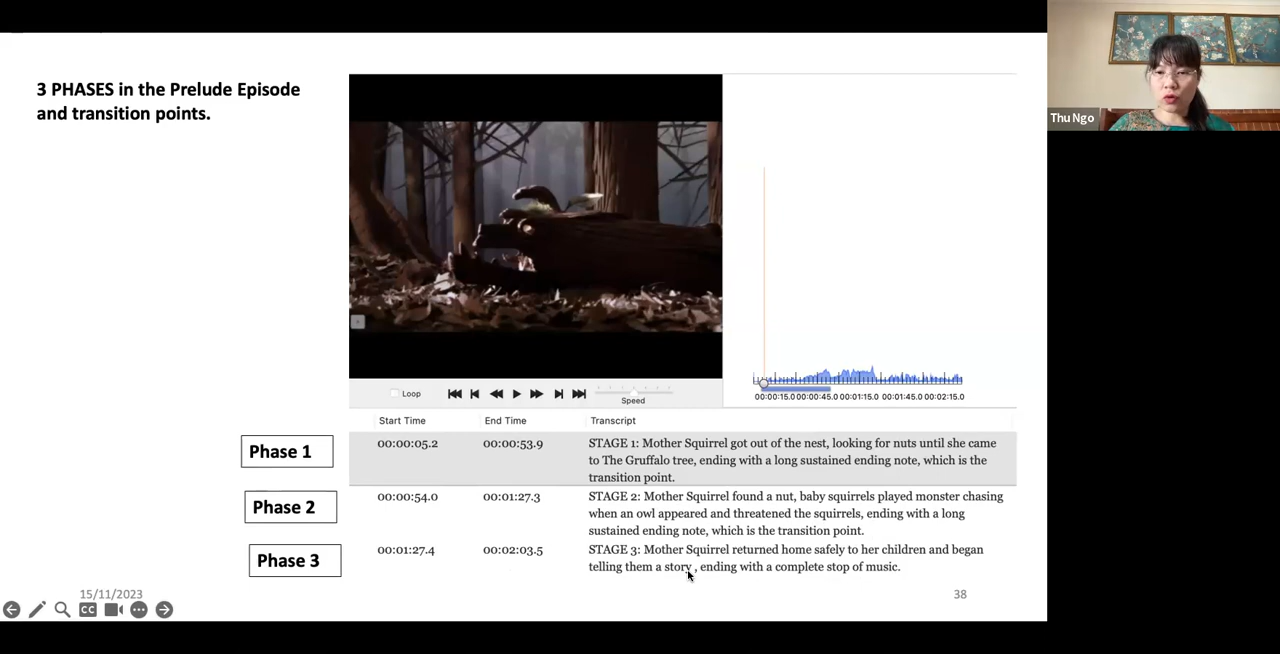 3 PHASES in the Prelude Episode
and transition points.
Thu Ngo
Loop
Speed
00:00:15.0 00:00:45.0 00:01:15.0 00:01:45.0 00:02:15.0
Start Time End Time Transcript
Phase 1
00:00:05.2 00:00:53.9 STAGE 1: Mother Squirrel got out of the nest, looking for nuts until she came
to The Gruffalo tree, ending with a long sustained ending note, which is the
transition point.
Phase 2
00:00:54.0 00:01:27.3 STAGE 2: Mother Squirrel found a nut, baby squirrels played monster chasing
when an owl appeared and threatened the squirrels, ending with a long
sustained ending note, which is the transition point.
Phase 3
00:01:27.4 00:02:03.5 STAGE 3: Mother Squirrel returned home safely to her children and began
telling them a story , ending with a complete stop of music.
15/11/2023
38
CC